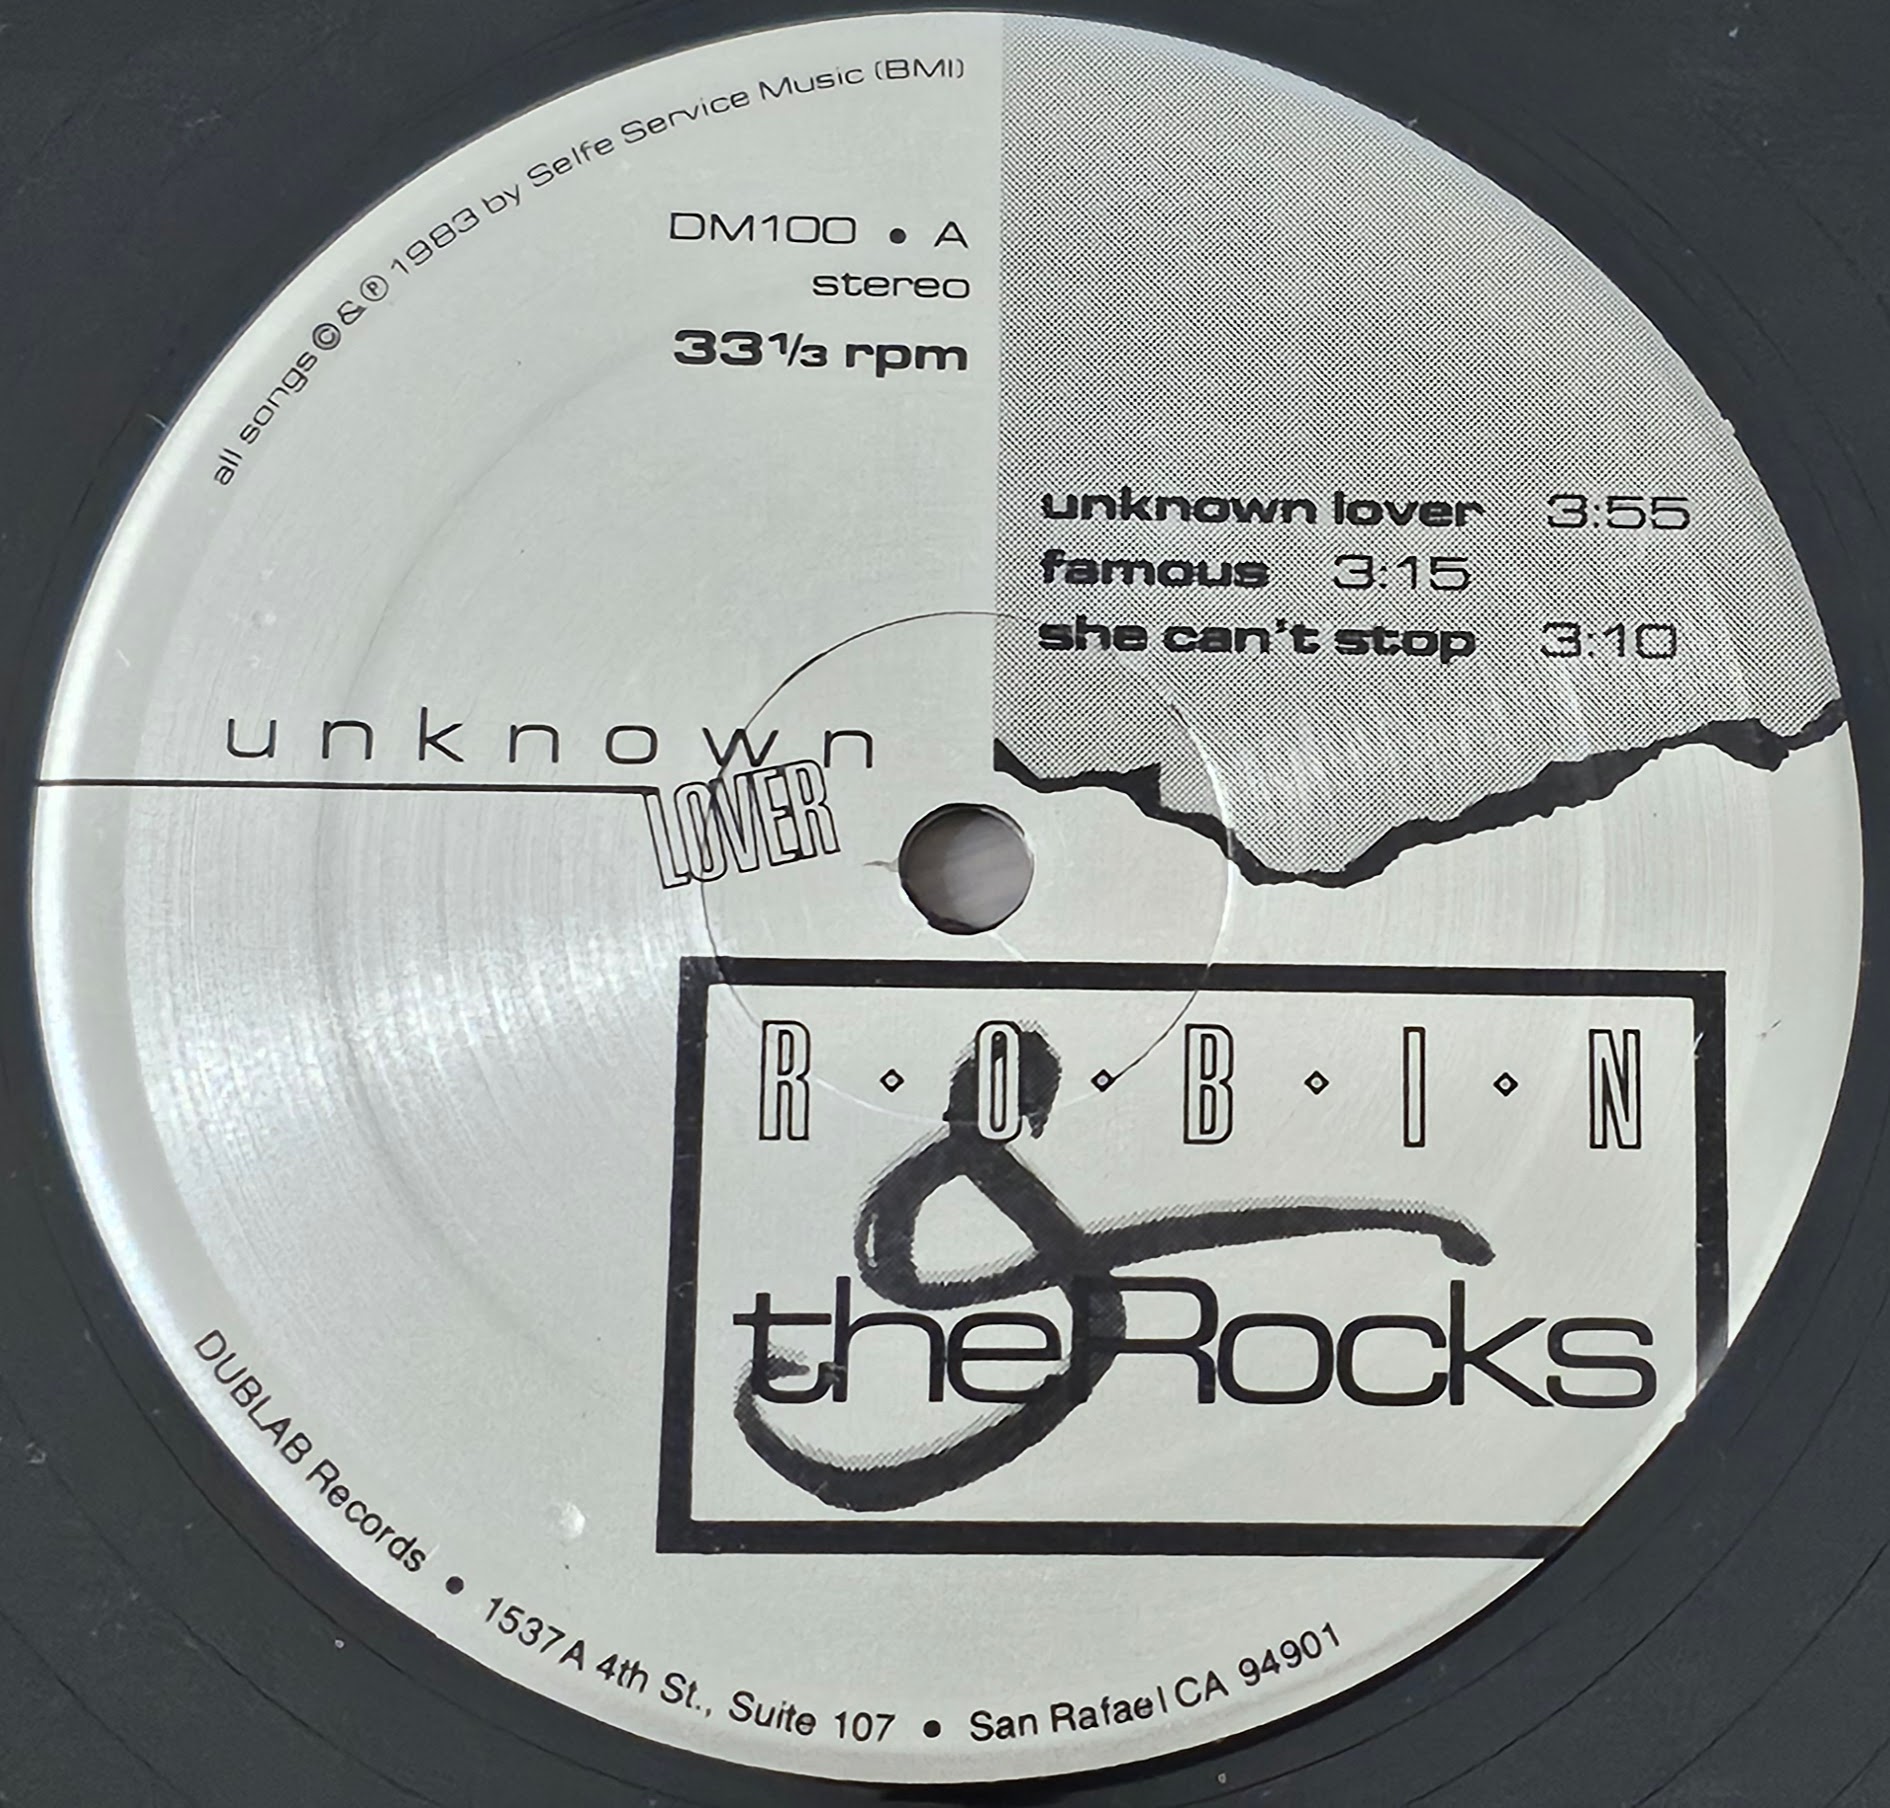 all songs © & ℗ 1983 by Selfe Service Music (BMI)
DM100 • A
stereo
33 1/3 rpm
unknown lover 3:55
famous 3:15
she can't stop 3:10
unknown
LOVER
R◇O◇B◇I◇N
&
the Rocks
DUBLAB Records • 1537A 4th St., Suite 107 • San Rafael CA 94901